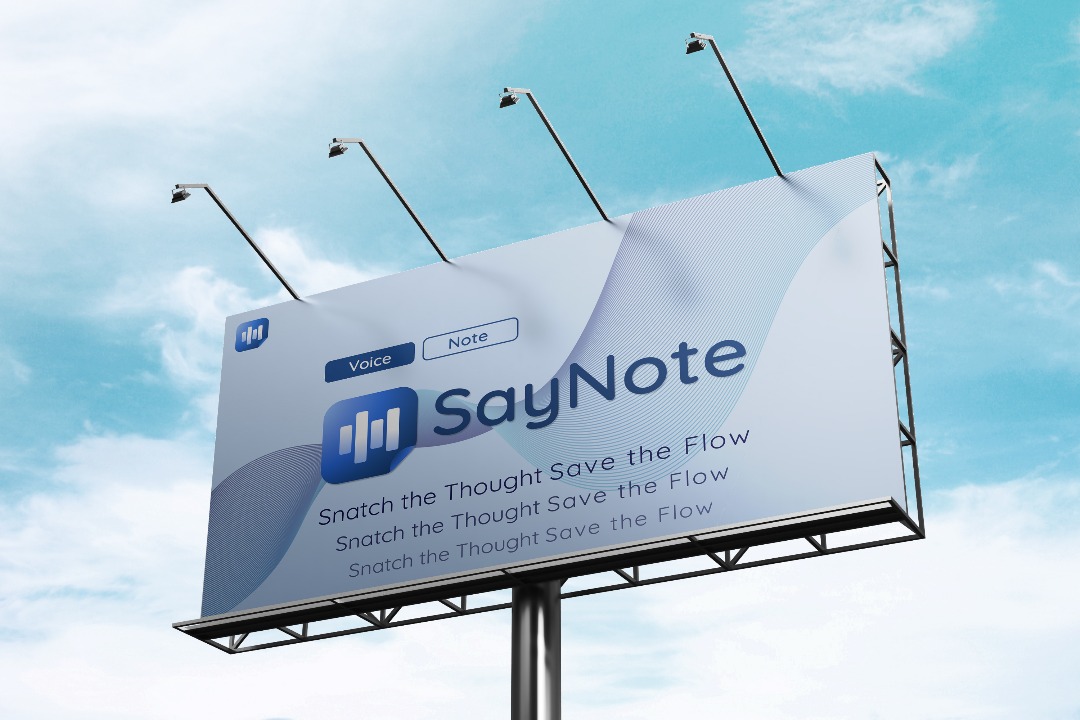 Voice
Note
SayNote
Snatch the Thought Save the Flow
Snatch the Thought Save the Flow
Snatch the Thought Save the Flow